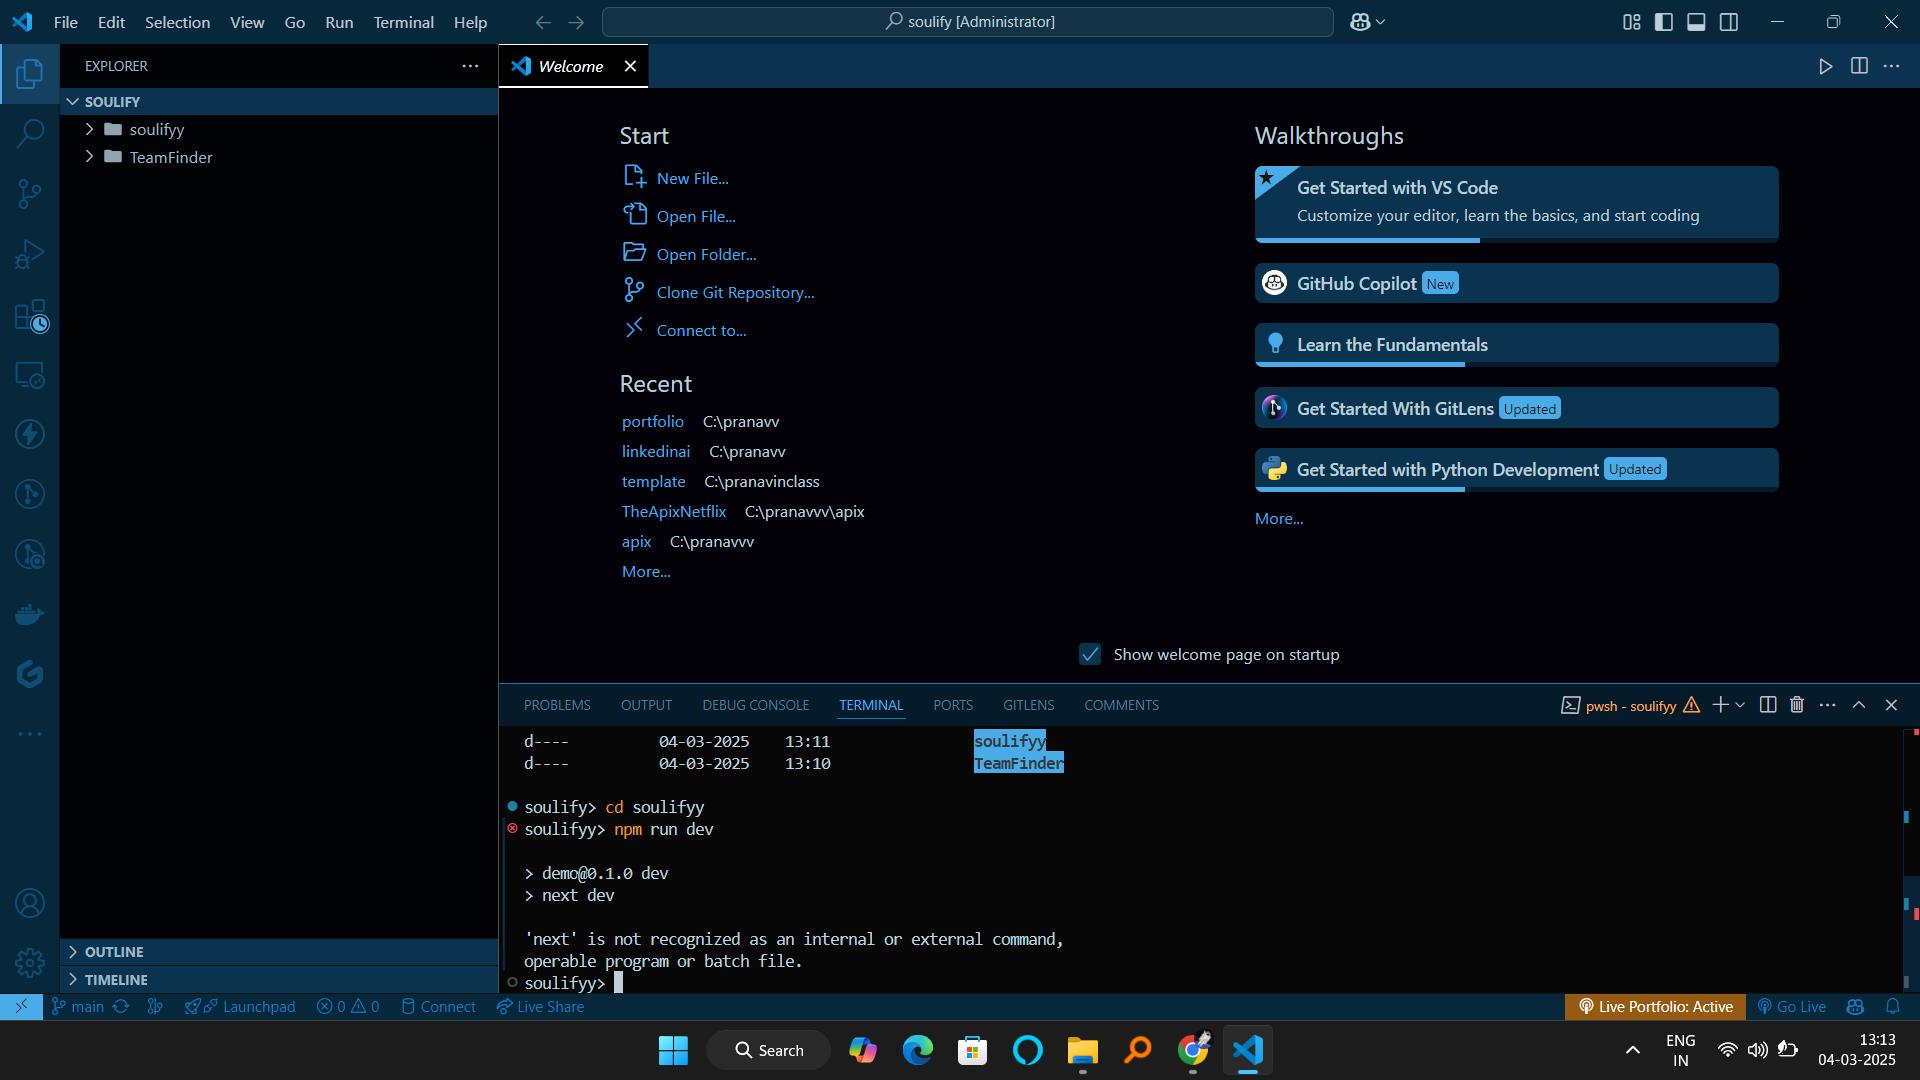 File Edit Selection View Go Run Terminal Help
soulify [Administrator]
EXPLORER
SOULIFY
soulifyy
TeamFinder
OUTLINE
TIMELINE
Welcome
Start
New File...
Open File...
Open Folder...
Clone Git Repository...
Connect to...
Recent
portfolio C:\pranavv
linkedinai C:\pranavv
template C:\pranavinclass
TheApixNetflix C:\pranavvv\apix
apix C:\pranavvv
More...
Walkthroughs
Get Started with VS Code
Customize your editor, learn the basics, and start coding
GitHub Copilot New
Learn the Fundamentals
Get Started With GitLens Updated
Get Started with Python Development Updated
More...
Show welcome page on startup
PROBLEMS OUTPUT DEBUG CONSOLE TERMINAL PORTS GITLENS COMMENTS
pwsh - soulifyy
d---- 04-03-2025 13:11 soulifyy
d---- 04-03-2025 13:10 TeamFinder
soulify> cd soulifyy
soulifyy> npm run dev
> demo@0.1.0 dev
> next dev
'next' is not recognized as an internal or external command,
operable program or batch file.
soulifyy>
main Launchpad 0 0 Connect Live Share
Live Portfolio: Active Go Live
Search
ENG
IN
13:13
04-03-2025